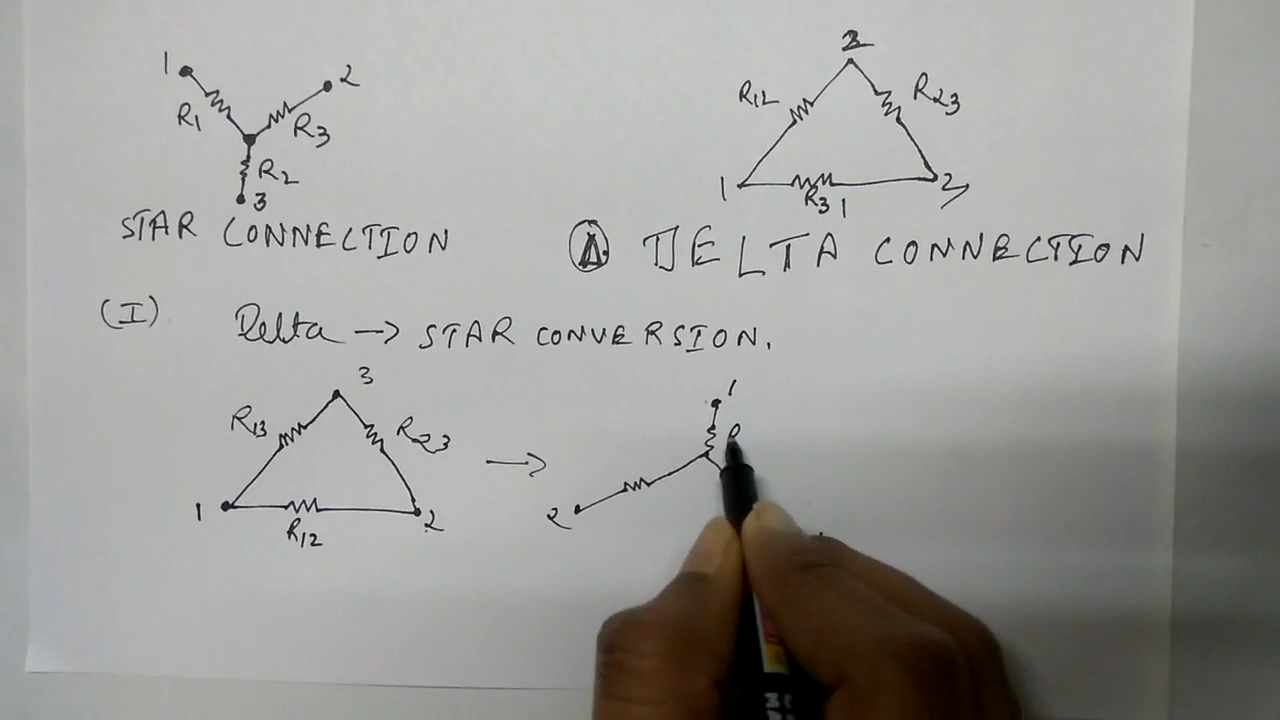 1
2
R1
R3
R2
3
STAR CONNECTION
R12
R23
1
2
R31
Δ DELTA CONNECTION
(I) Delta → STAR CONVERSION.
3
R13
R23
1
2
R12
→
1
R
2